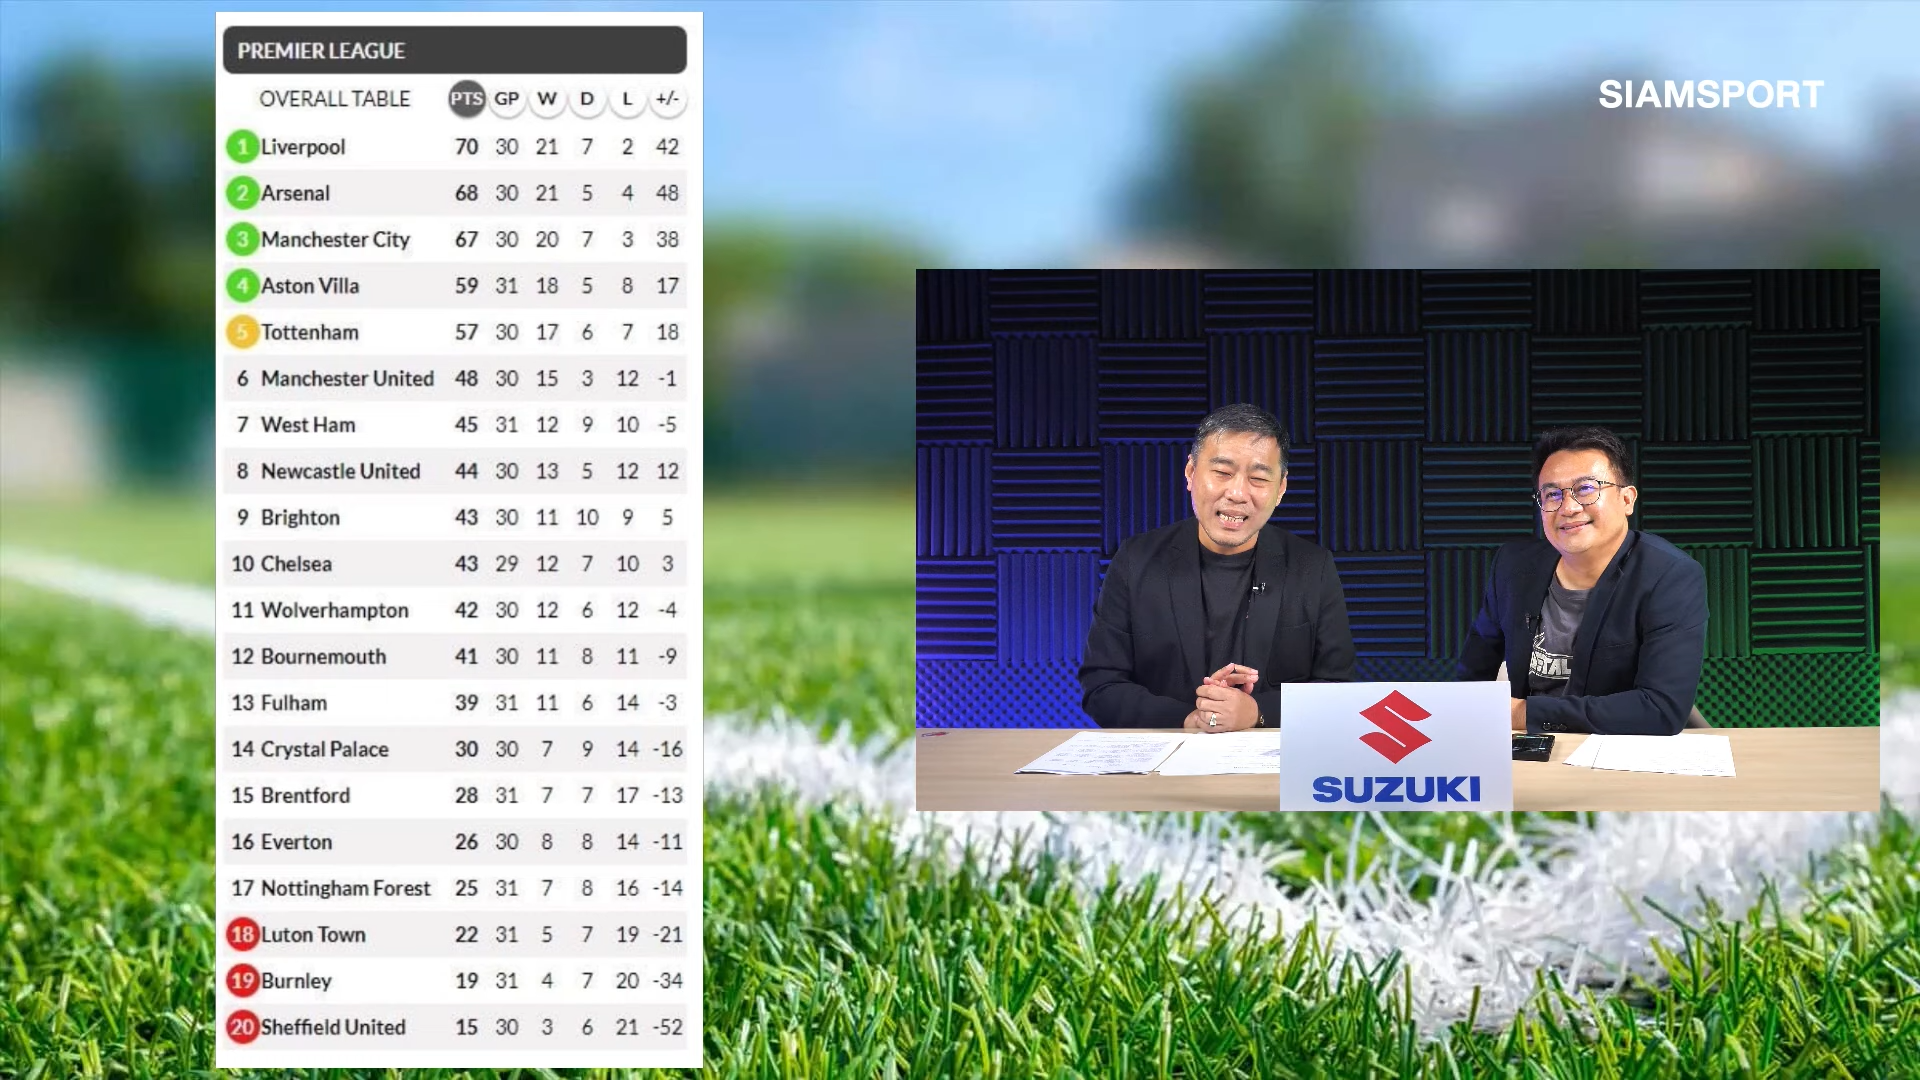 PREMIER LEAGUE
OVERALL TABLE PTS GP W D L +/-
1 Liverpool 70 30 21 7 2 42
2 Arsenal 68 30 21 5 4 48
3 Manchester City 67 30 20 7 3 38
4 Aston Villa 59 31 18 5 8 17
5 Tottenham 57 30 17 6 7 18
6 Manchester United 48 30 15 3 12 -1
7 West Ham 45 31 12 9 10 -5
8 Newcastle United 44 30 13 5 12 12
9 Brighton 43 30 11 10 9 5
10 Chelsea 43 29 12 7 10 3
11 Wolverhampton 42 30 12 6 12 -4
12 Bournemouth 41 30 11 8 11 -9
13 Fulham 39 31 11 6 14 -3
14 Crystal Palace 30 30 7 9 14 -16
15 Brentford 28 31 7 7 17 -13
16 Everton 26 30 8 8 14 -11
17 Nottingham Forest 25 31 7 8 16 -14
18 Luton Town 22 31 5 7 19 -21
19 Burnley 19 31 4 7 20 -34
20 Sheffield United 15 30 3 6 21 -52
SIAMSPORT
SUZUKI